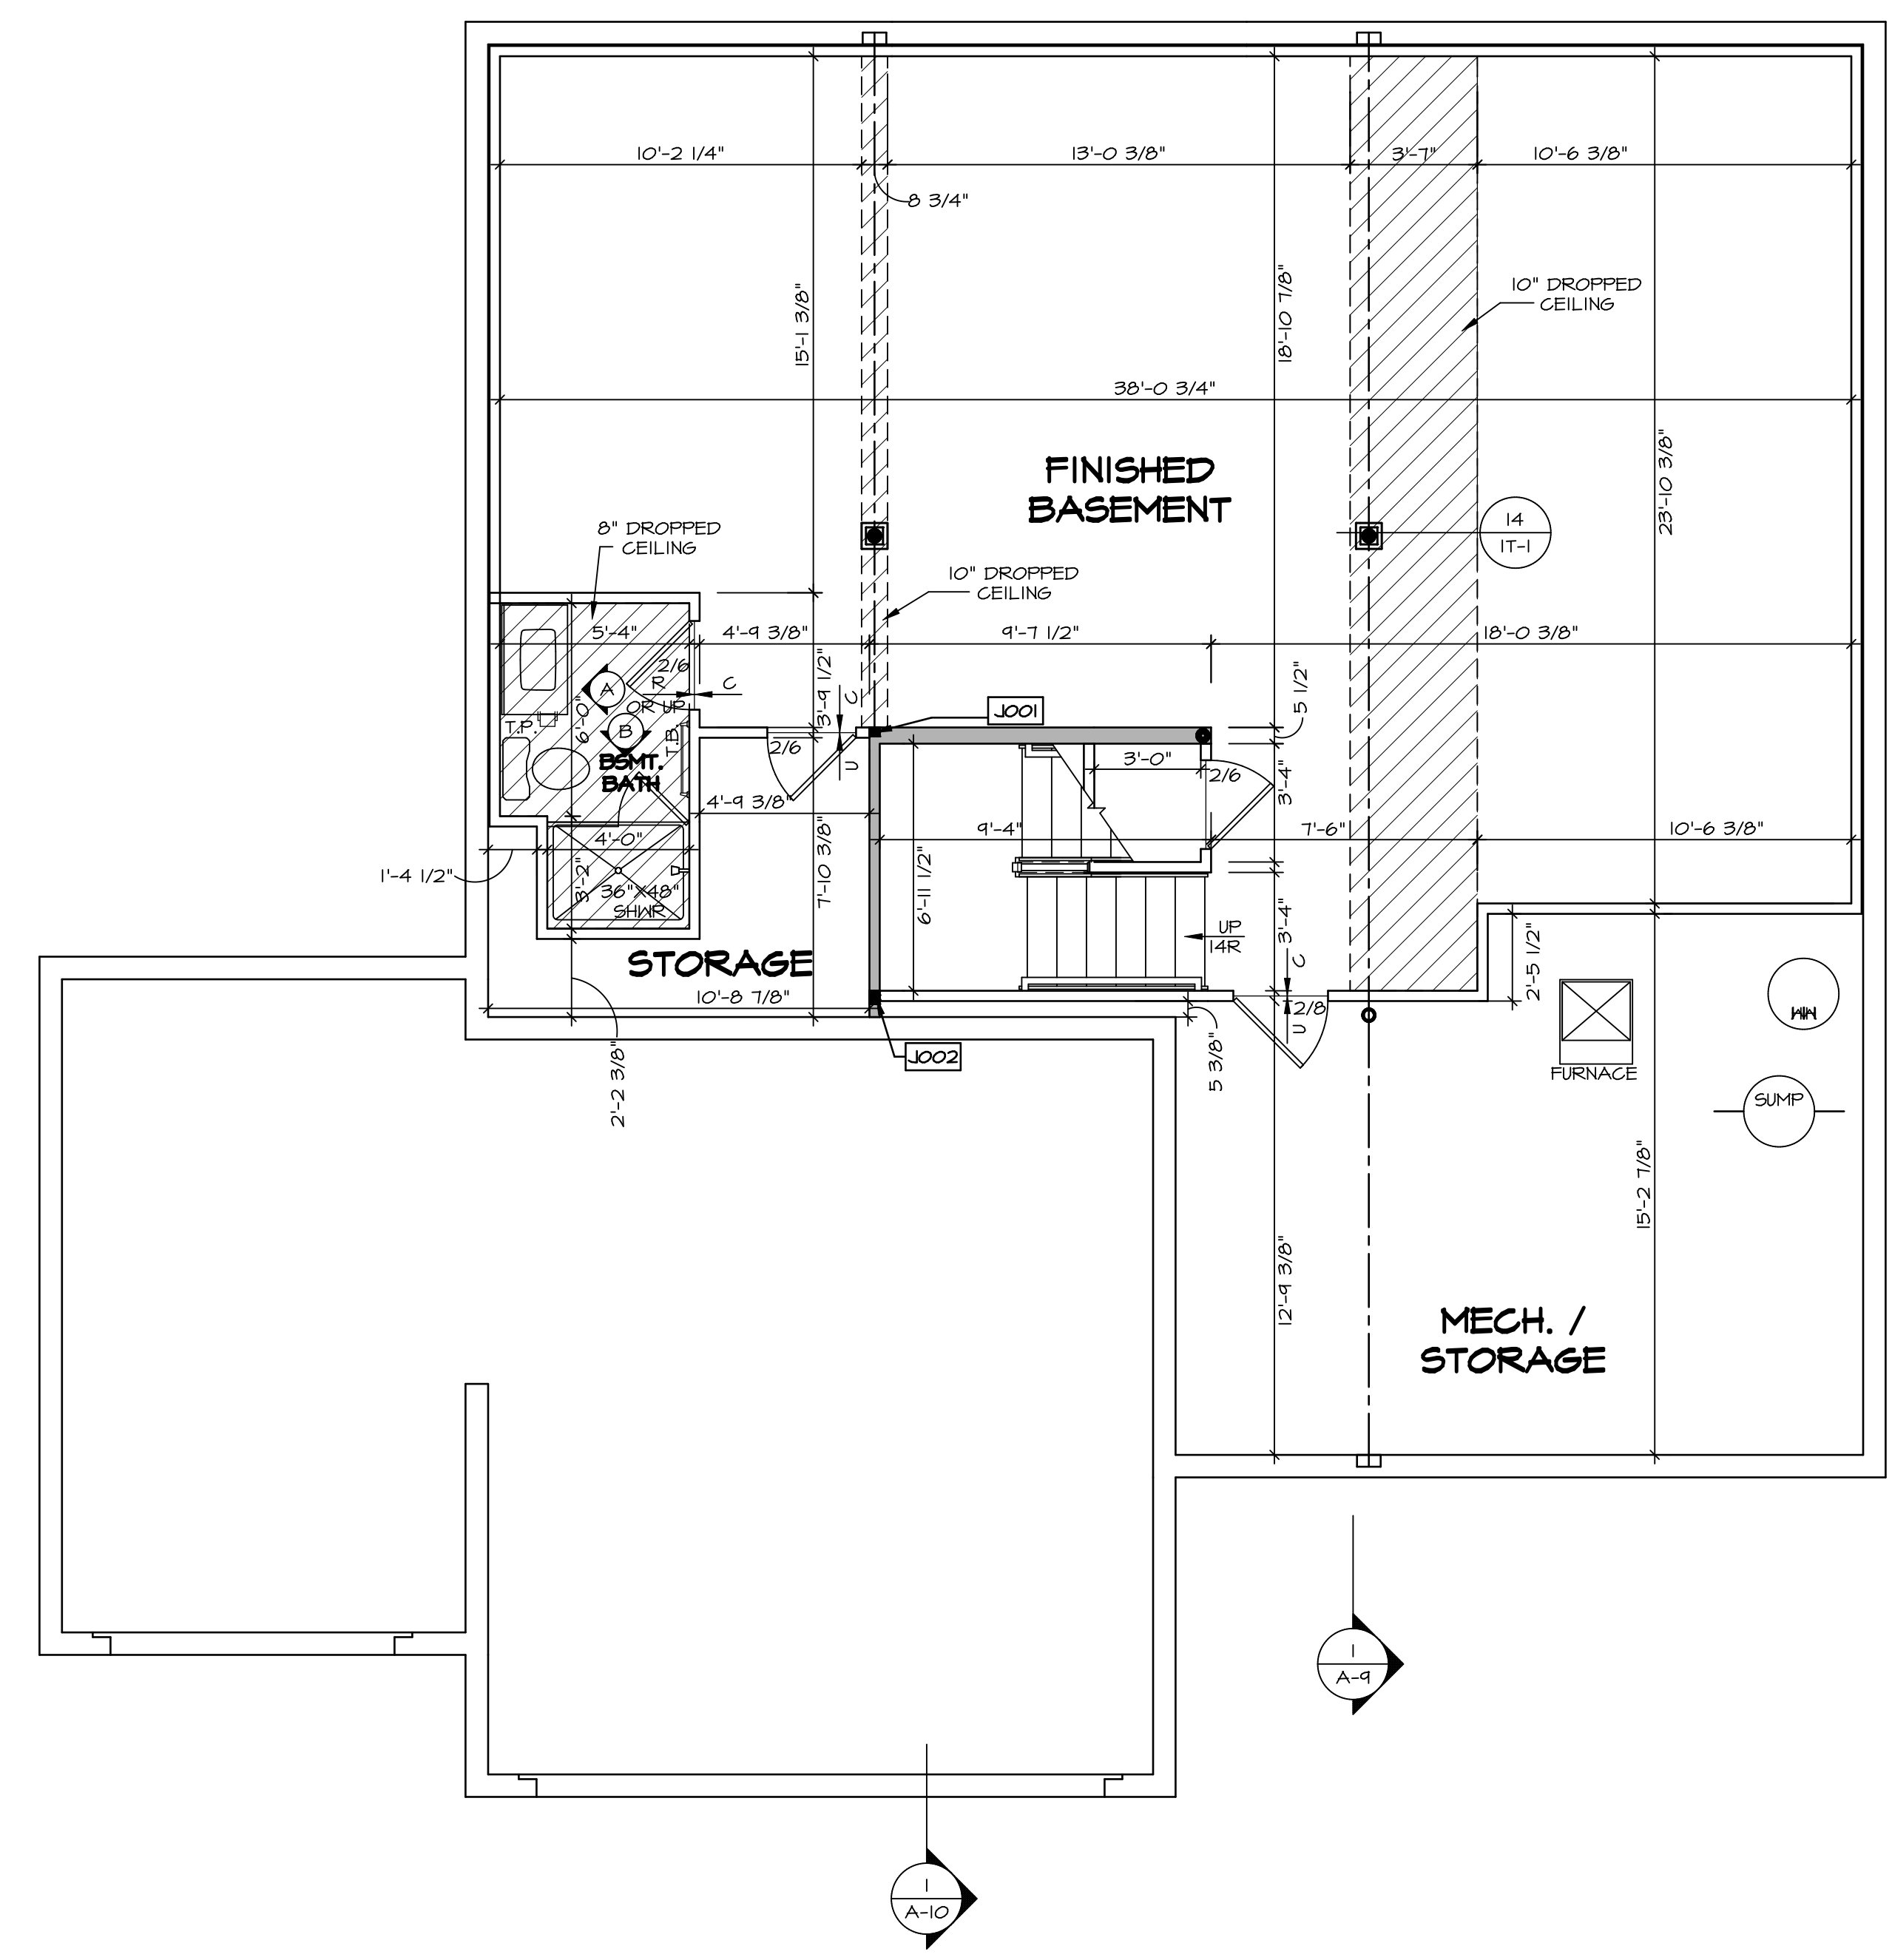 10'-2 1/4"
13'-0 3/8"
3'-7"
10'-6 3/8"
8 3/4"
15'-1 3/8"
18'-10 7/8"
10" DROPPED
CEILING
38'-0 3/4"
FINISHED
BASEMENT
23'-10 3/8"
14
1T-1
8" DROPPED
CEILING
10" DROPPED
CEILING
5'-4"
4'-9 3/8"
9'-7 1/2"
18'-0 3/8"
2/6
R
C
3'-9 1/2"
C
5 1/2"
A
OR UP
6'-0"
T.P.
B
T.B.
J001
BSMT.
BATH
2/6
U
3'-0"
2/6
3'-4"
4'-9 3/8"
4'-0"
9'-4"
7'-6"
10'-6 3/8"
1'-4 1/2"
3'-2"
36"X48"
SHWR
7'-10 3/8"
6'-11 1/2"
UP
14R
3'-4"
C
2'-5 1/2"
STORAGE
10'-8 7/8"
2/8
U
WH
J002
5 3/8"
FURNACE
2'-2 3/8"
SUMP
15'-2 7/8"
12'-9 3/8"
MECH. /
STORAGE
1
A-9
1
A-10